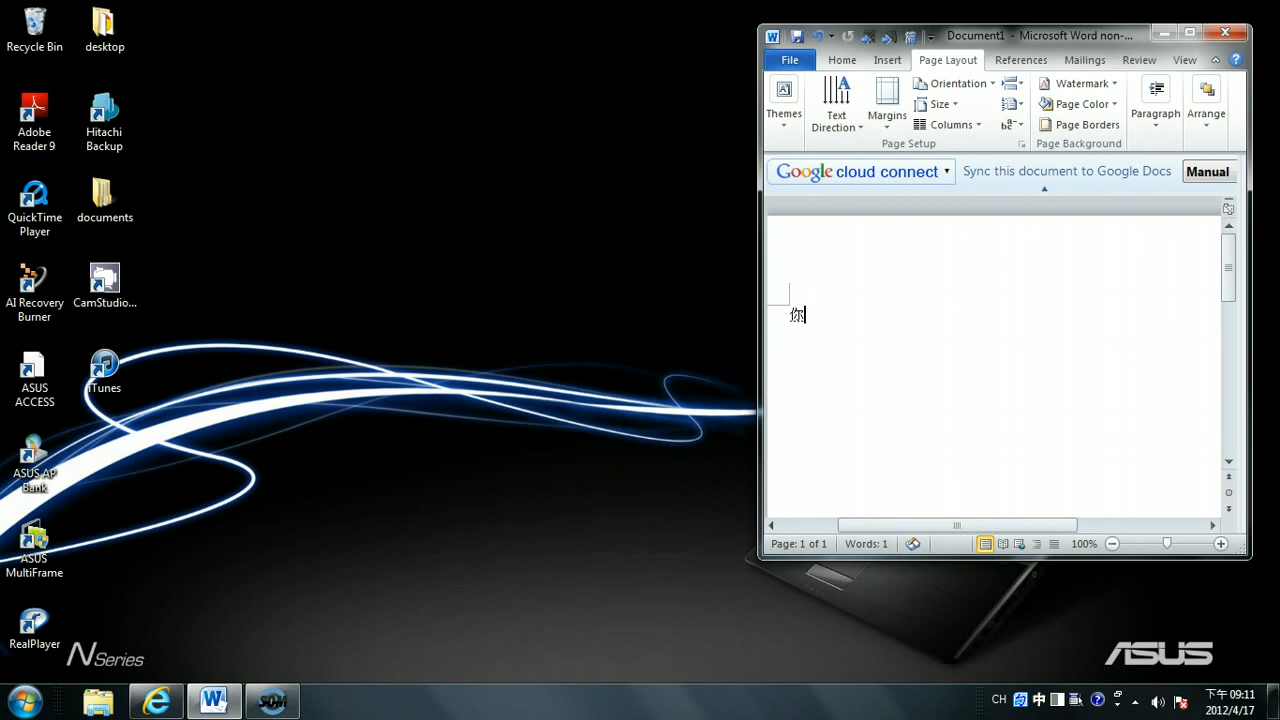 Recycle Bin
desktop
Adobe Reader 9
Hitachi Backup
QuickTime Player
documents
AI Recovery Burner
CamStudio...
ASUS ACCESS
iTunes
ASUS AP Bank
ASUS MultiFrame
RealPlayer
N Series
ASUS
Document1 - Microsoft Word non-...
File Home Insert Page Layout References Mailings Review View
Themes
Text Direction
Margins
Orientation
Size
Columns
Page Setup
Watermark
Page Color
Page Borders
Page Background
Paragraph
Arrange
Google cloud connect
Sync this document to Google Docs
Manual
你
Page: 1 of 1 Words: 1 100%
CH 中
下午 09:11
2012/4/17